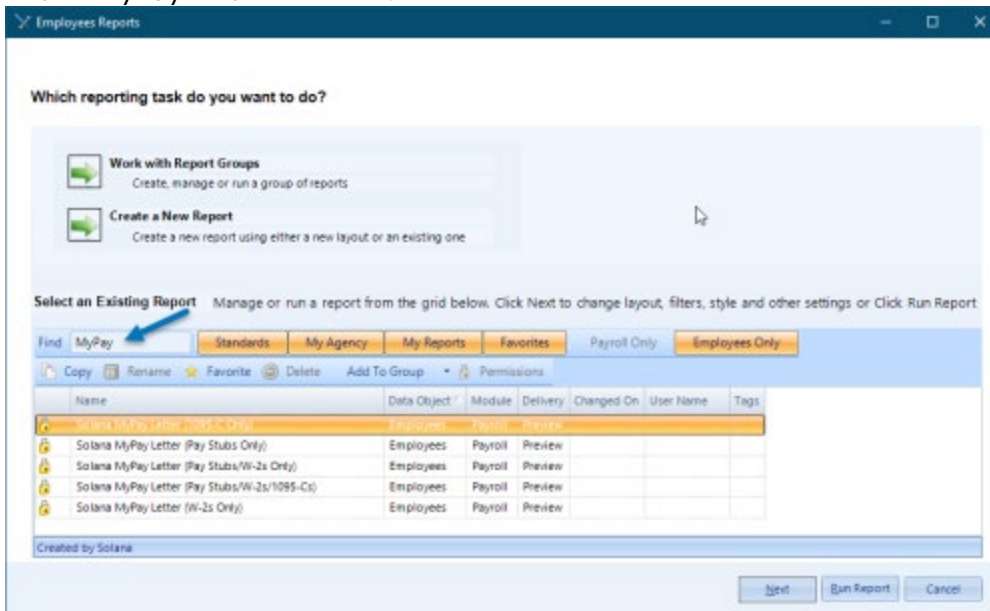 Employees Reports
Which reporting task do you want to do?
Work with Report Groups
Create, manage or run a group of reports
Create a New Report
Create a new report using either a new layout or an existing one
Select an Existing Report Manage or run a report from the grid below. Click Next to change layout, filters, style and other settings or Click Run Report
Find MyPay Standards My Agency My Reports Favorites Payroll Only Employees Only
Copy Rename Favorite Delete Add To Group Permissions
Name Data Object Module Delivery Changed On User Name Tags
Solana MyPay Letter (1095-C Only) Employees Payroll Preview
Solana MyPay Letter (Pay Stubs Only) Employees Payroll Preview
Solana MyPay Letter (Pay Stubs/W-2s Only) Employees Payroll Preview
Solana MyPay Letter (Pay Stubs/W-2s/1095-Cs) Employees Payroll Preview
Solana MyPay Letter (W-2s Only) Employees Payroll Preview
Created by Solana
Next Run Report Cancel